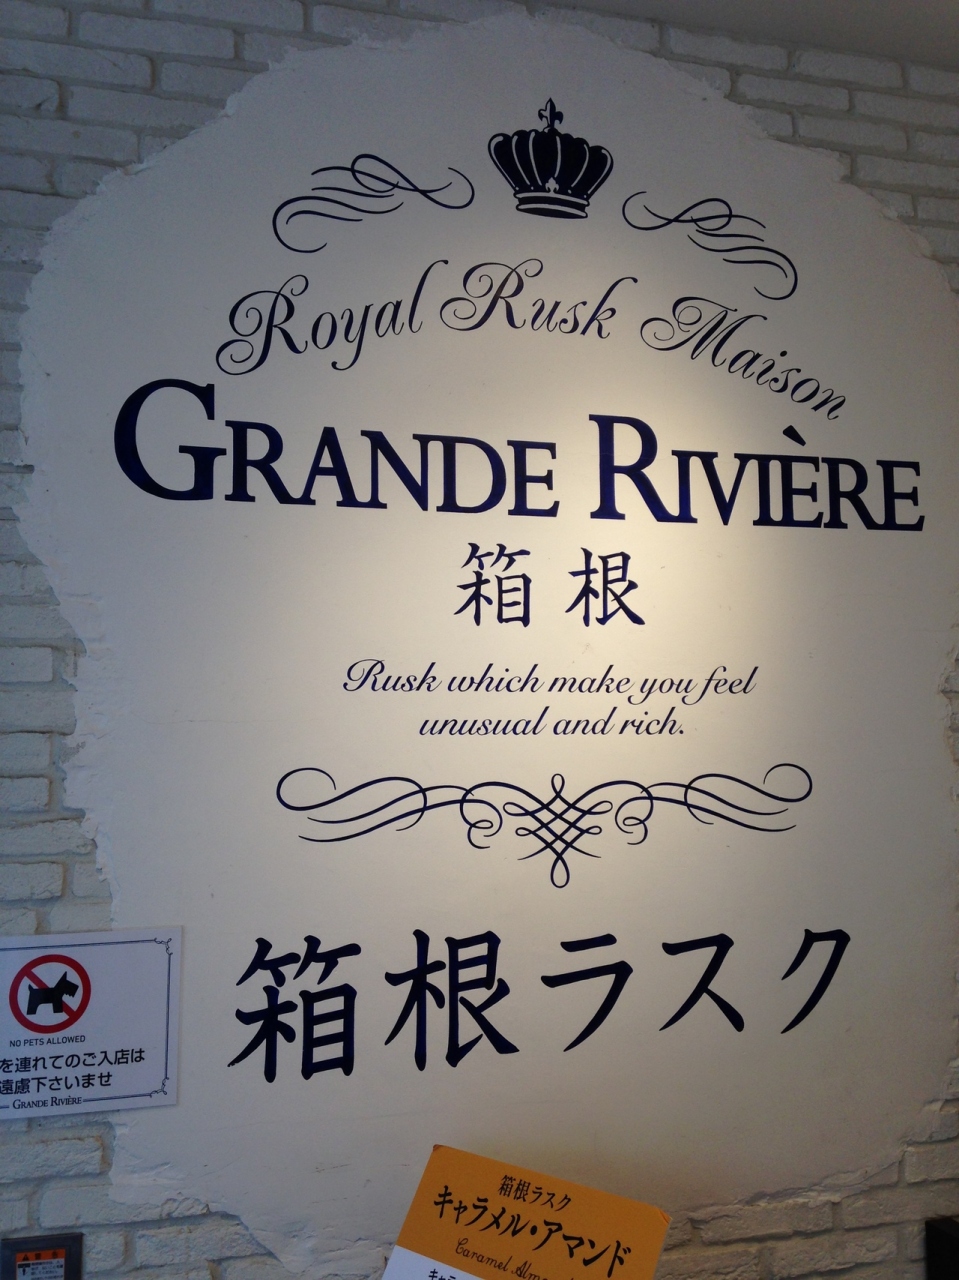 Royal Rusk Maison
GRANDE RIVIÈRE
箱根
Rusk which make you feel
unusual and rich.
箱根ラスク
NO PETS ALLOWED
を連れてのご入店は
遠慮下さいませ
GRANDE RIVIÈRE
箱根ラスク
キャラメル・アマンド
Caramel